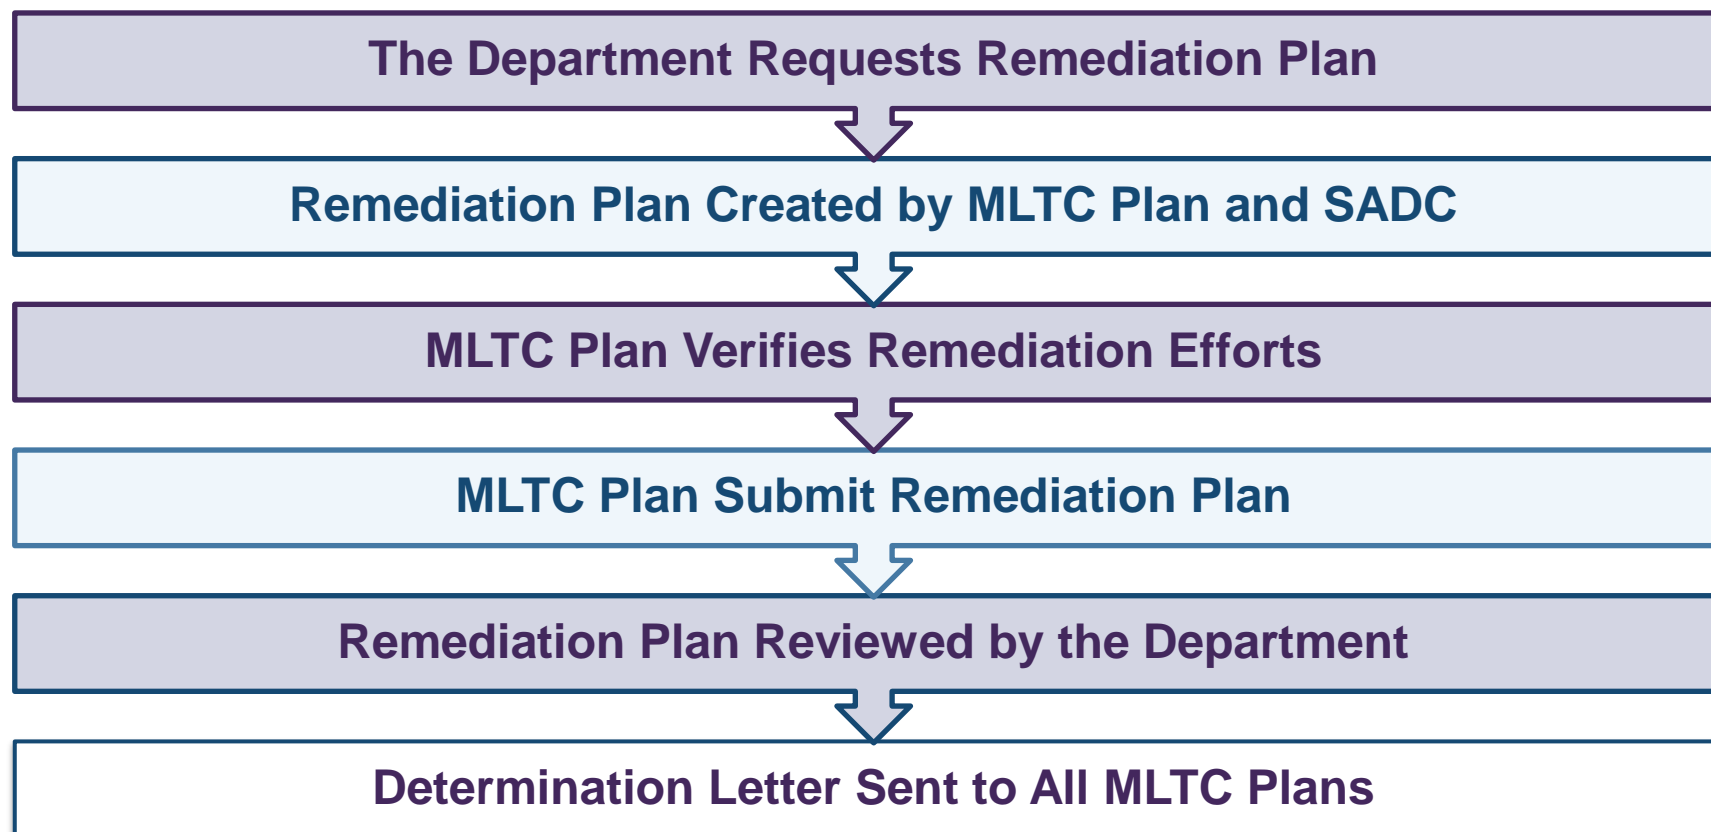 The Department Requests Remediation Plan
Remediation Plan Created by MLTC Plan and SADC
MLTC Plan Verifies Remediation Efforts
MLTC Plan Submit Remediation Plan
Remediation Plan Reviewed by the Department
Determination Letter Sent to All MLTC Plans